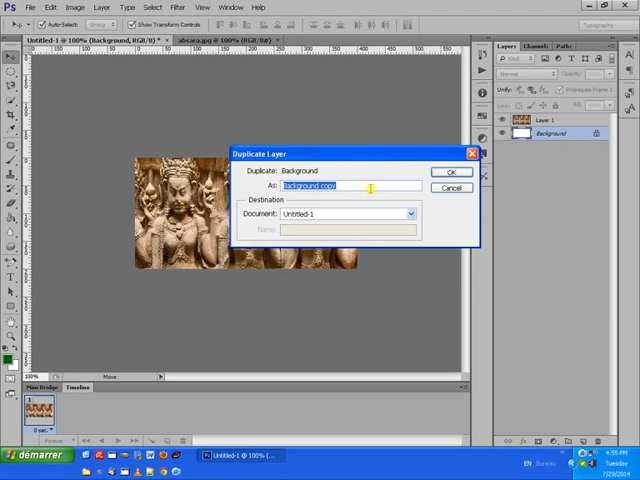 Ps File Edit Image Layer Type Select Filter View Window Help
Auto-Select: Group Show Transform Controls Typography
Untitled-1 @ 100% (Background, RGB/8) * × absara.jpg @ 100% (RGB/8#) ×
Layers Channels Paths
Kind
Normal Opacity:
Unify: Propagate Frame 1
Lock: Fill:
Layer 1
Background
Duplicate Layer
Duplicate: Background
As: Background copy
OK
Cancel
Destination
Document: Untitled-1
Name:
100% Move
Mini Bridge Timeline
1
0 sec.
Forever
démarrer
Ps Untitled-1 @ 100% (...
EN Bureau
4:55 PM
Tuesday
7/29/2014